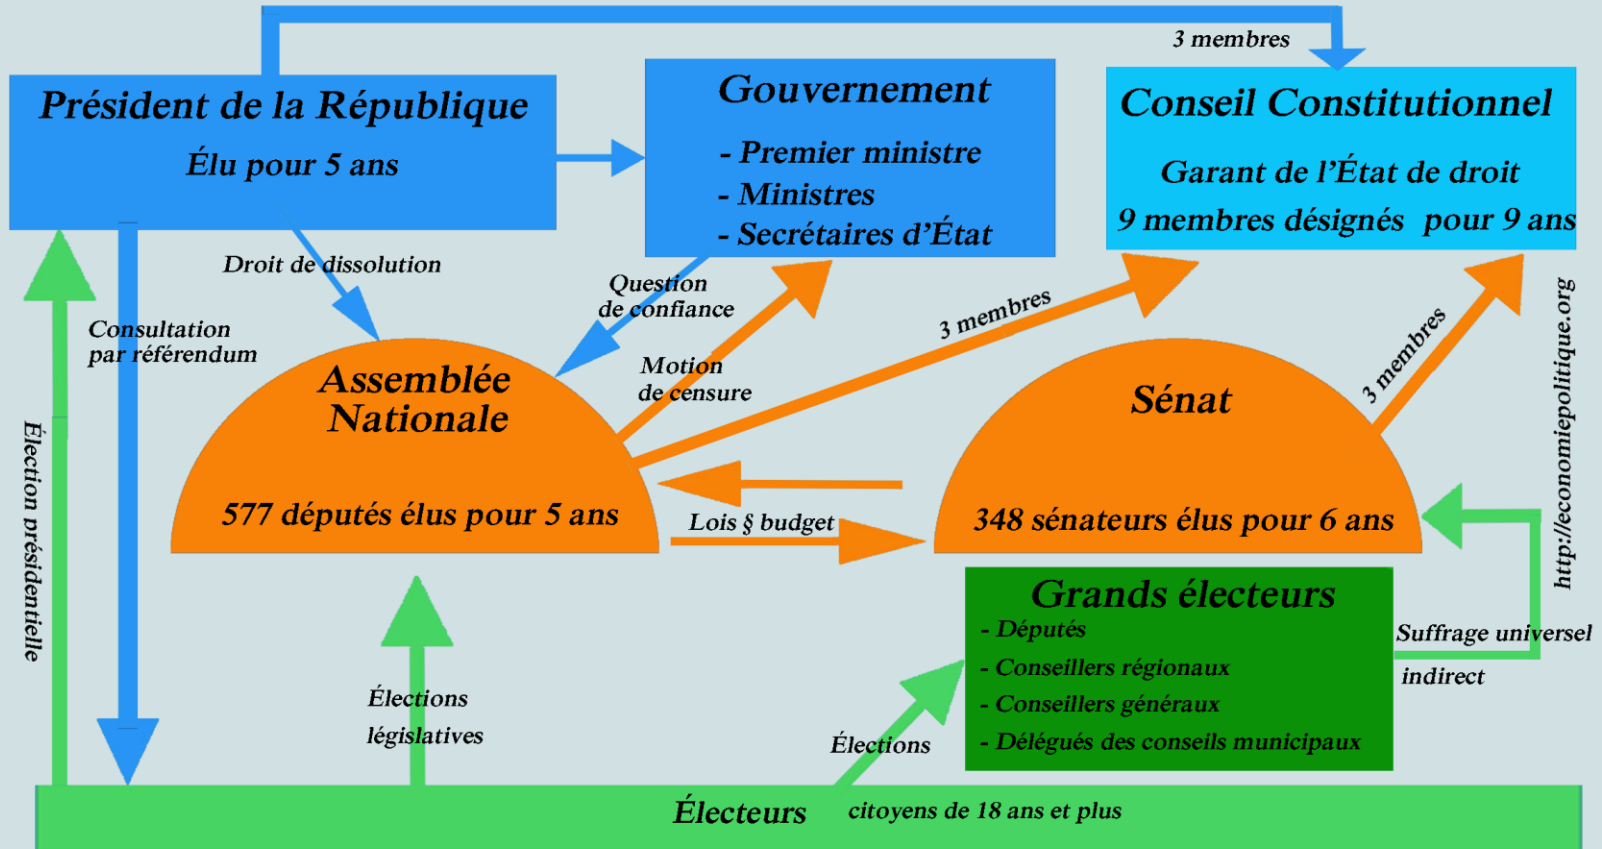 3 membres
Président de la République
Élu pour 5 ans
Gouvernement
- Premier ministre
- Ministres
- Secrétaires d'État
Conseil Constitutionnel
Garant de l'État de droit
9 membres désignés pour 9 ans
Droit de dissolution
Question
de confiance
Consultation
par référendum
Motion
de censure
3 membres
3 membres
http://economiepolitique.org
Élection présidentielle
Assemblée
Nationale
577 députés élus pour 5 ans
Lois § budget
Sénat
348 sénateurs élus pour 6 ans
Grands électeurs
- Députés
- Conseillers régionaux
- Conseillers généraux
- Délégués des conseils municipaux
Suffrage universel
indirect
Élections
législatives
Élections
Électeurs citoyens de 18 ans et plus